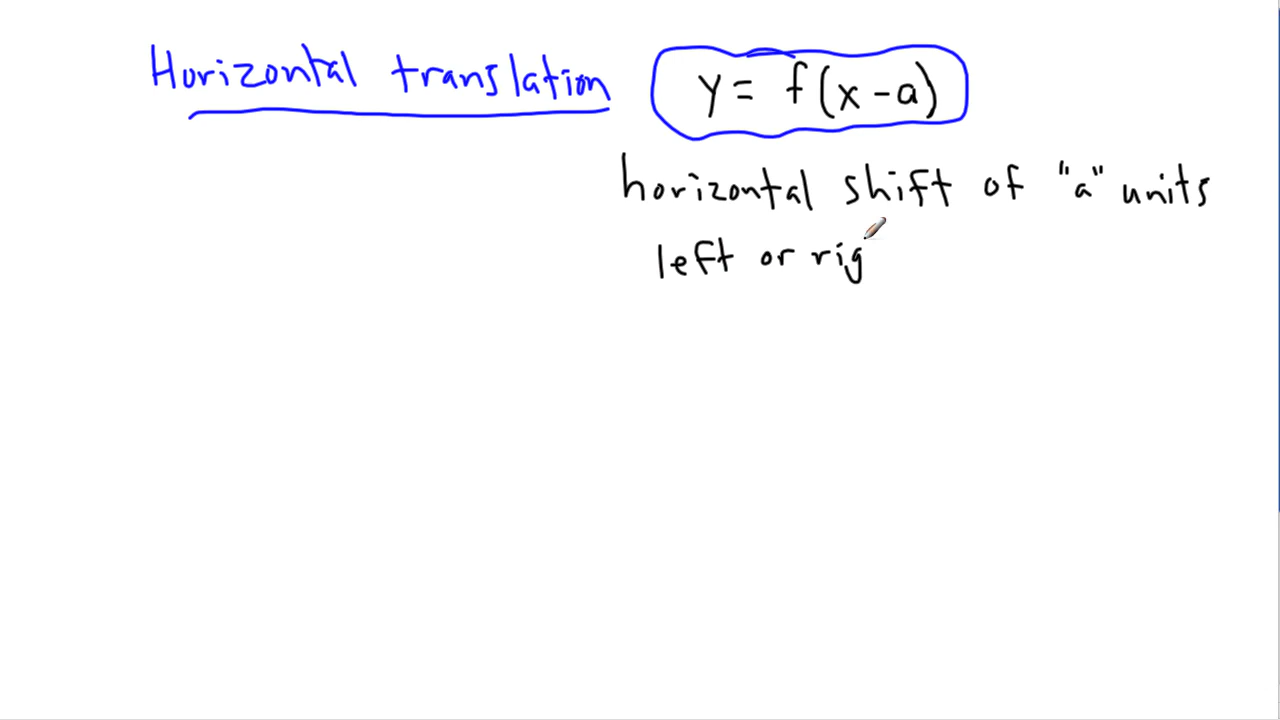 Horizontal translation y = f(x-a)
horizontal shift of "a" units
left or rig